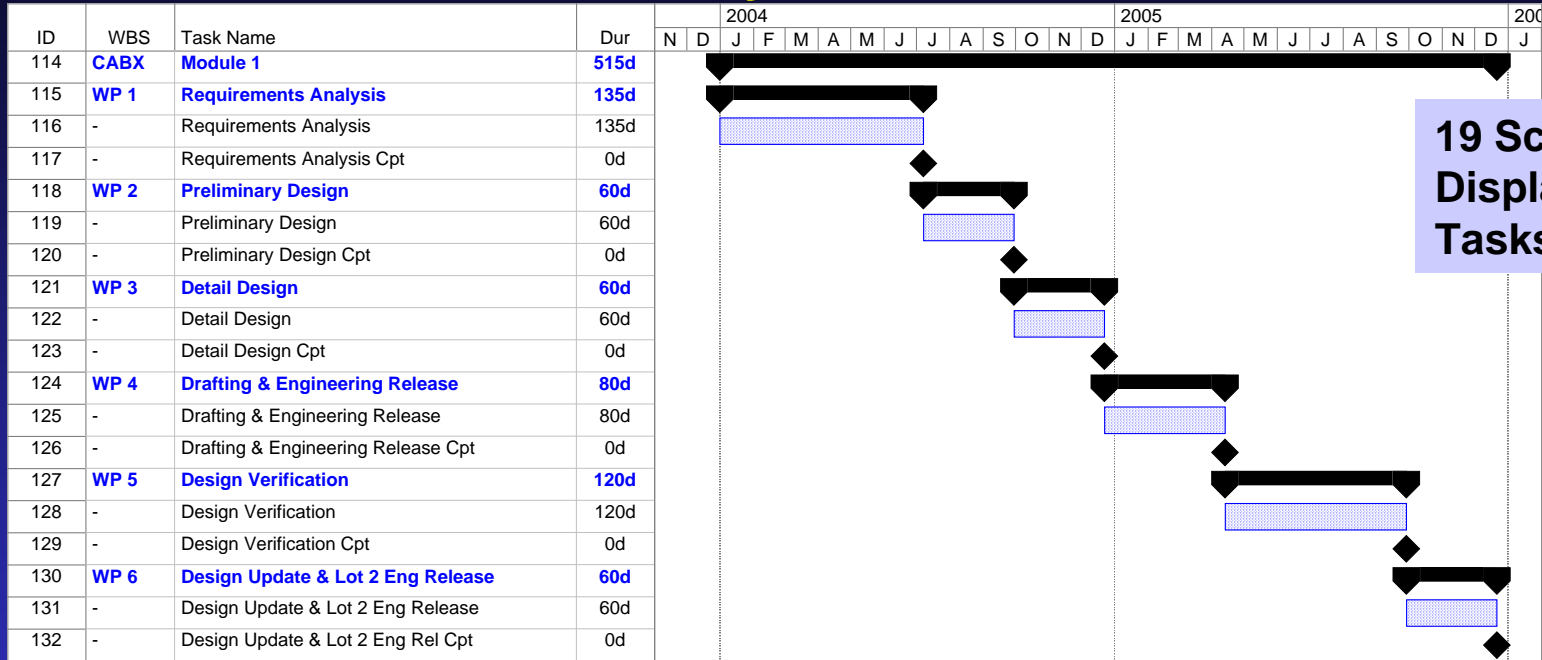 2004 2005
ID WBS Task Name Dur N D J F M A M J J A S O N D J F M A M J J A S O N D J
114 CABX Module 1 515d
115 WP 1 Requirements Analysis 135d
116 - Requirements Analysis 135d
117 - Requirements Analysis Cpt 0d
118 WP 2 Preliminary Design 60d
119 - Preliminary Design 60d
120 - Preliminary Design Cpt 0d
121 WP 3 Detail Design 60d
122 - Detail Design 60d
123 - Detail Design Cpt 0d
124 WP 4 Drafting & Engineering Release 80d
125 - Drafting & Engineering Release 80d
126 - Drafting & Engineering Release Cpt 0d
127 WP 5 Design Verification 120d
128 - Design Verification 120d
129 - Design Verification Cpt 0d
130 WP 6 Design Update & Lot 2 Eng Release 60d
131 - Design Update & Lot 2 Eng Release 60d
132 - Design Update & Lot 2 Eng Rel Cpt 0d
19
Tasks